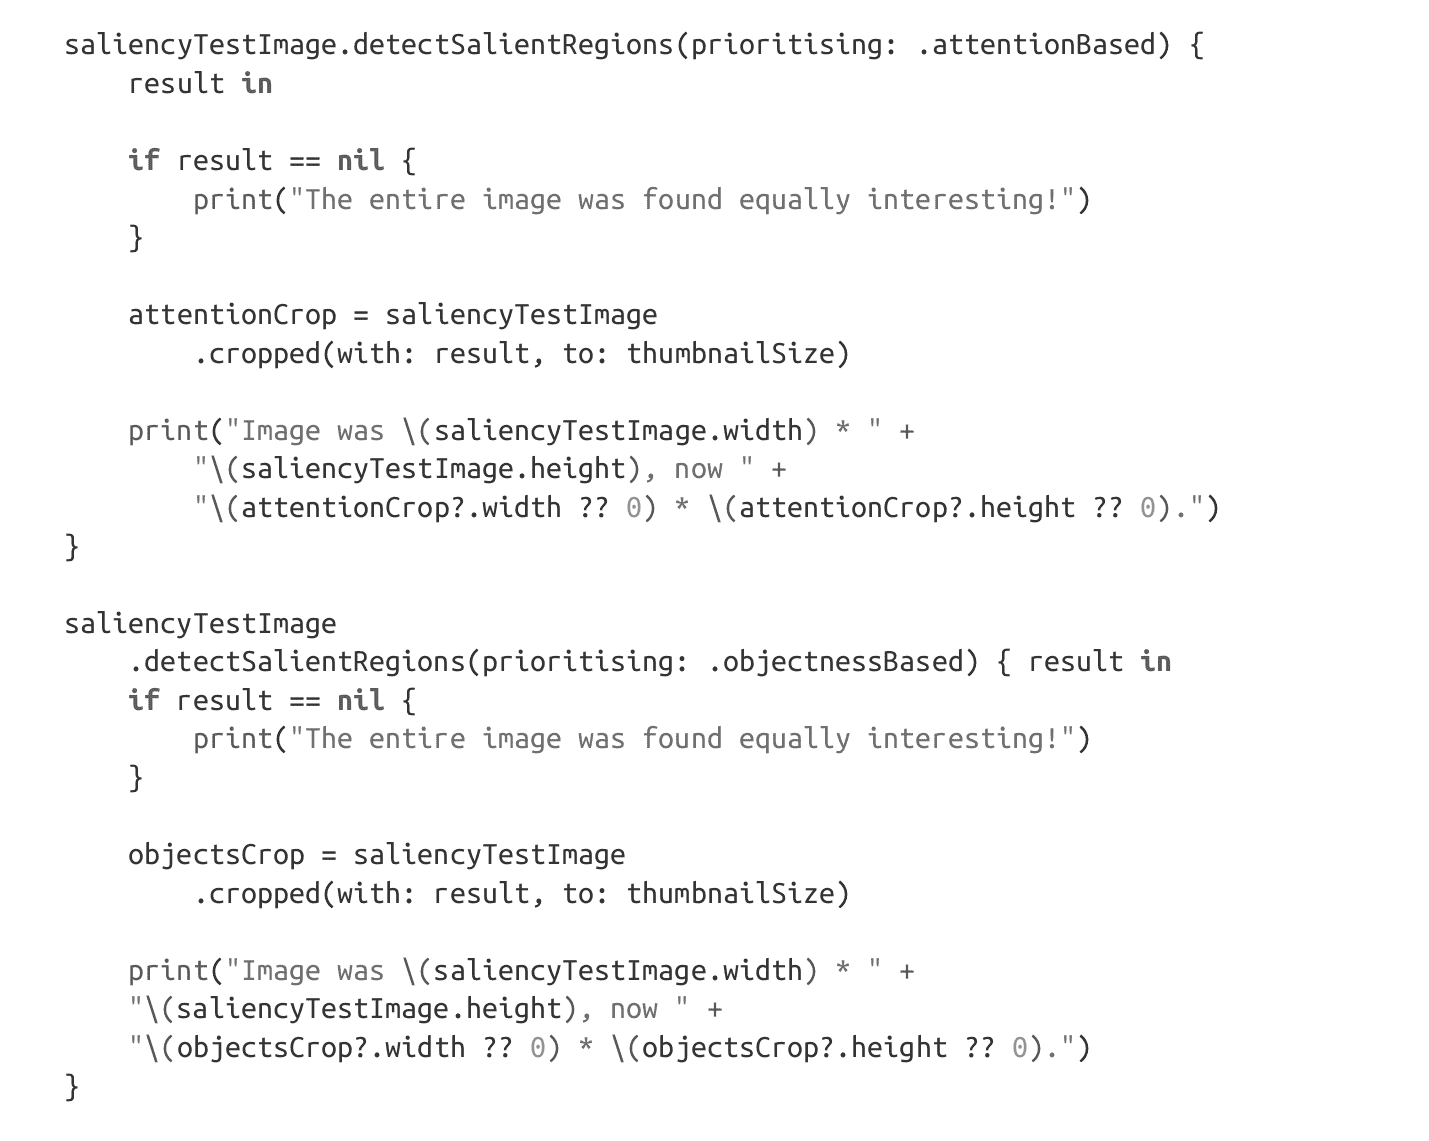 saliencyTestImage.detectSalientRegions(prioritising: .attentionBased) {
    result in

    if result == nil {
        print("The entire image was found equally interesting!")
    }

    attentionCrop = saliencyTestImage
        .cropped(with: result, to: thumbnailSize)

    print("Image was \(saliencyTestImage.width) * " +
        "\(saliencyTestImage.height), now " +
        "\(attentionCrop?.width ?? 0) * \(attentionCrop?.height ?? 0).")
}

saliencyTestImage
    .detectSalientRegions(prioritising: .objectnessBased) { result in
    if result == nil {
        print("The entire image was found equally interesting!")
    }

    objectsCrop = saliencyTestImage
        .cropped(with: result, to: thumbnailSize)

    print("Image was \(saliencyTestImage.width) * " +
    "\(saliencyTestImage.height), now " +
    "\(objectsCrop?.width ?? 0) * \(objectsCrop?.height ?? 0).")
}